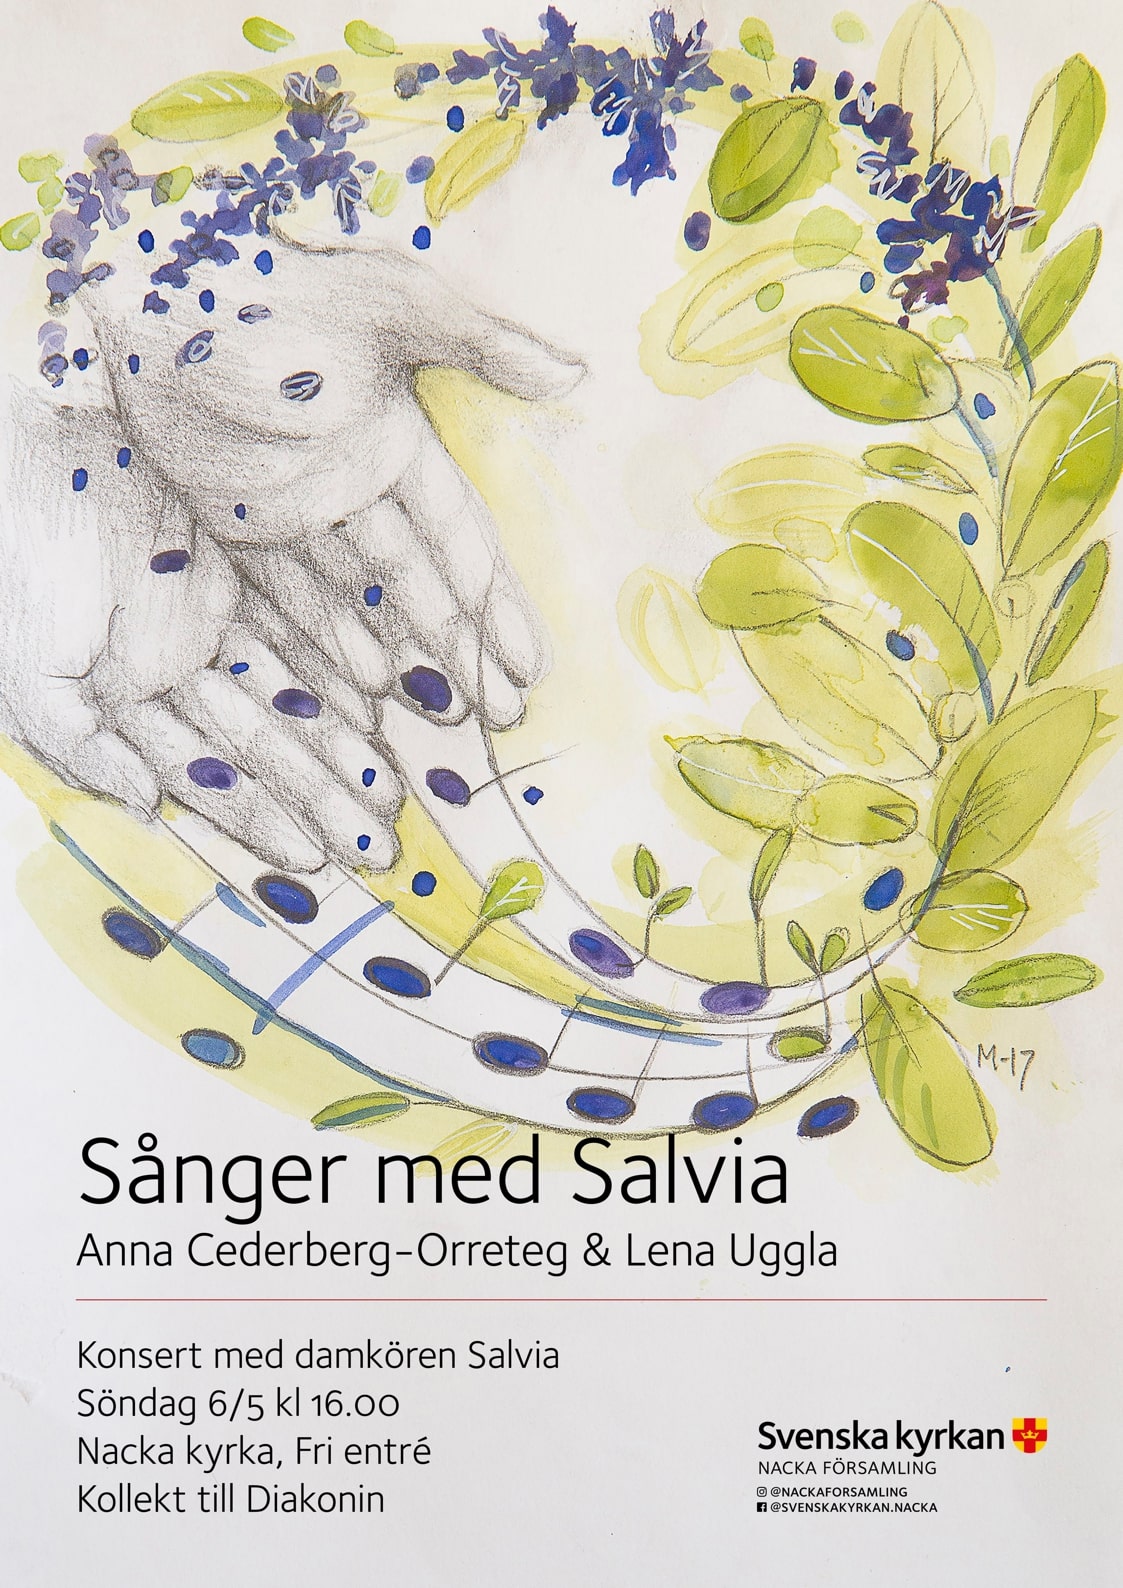 M-17
Sånger med Salvia
Anna Cederberg-Orreteg & Lena Uggla
Konsert med damkören Salvia
Söndag 6/5 kl 16.00
Nacka kyrka, Fri entré
Kollekt till Diakonin
Svenska kyrkan
NACKA FÖRSAMLING
@NACKAFORSAMLING
@SVENSKAKYRKAN.NACKA